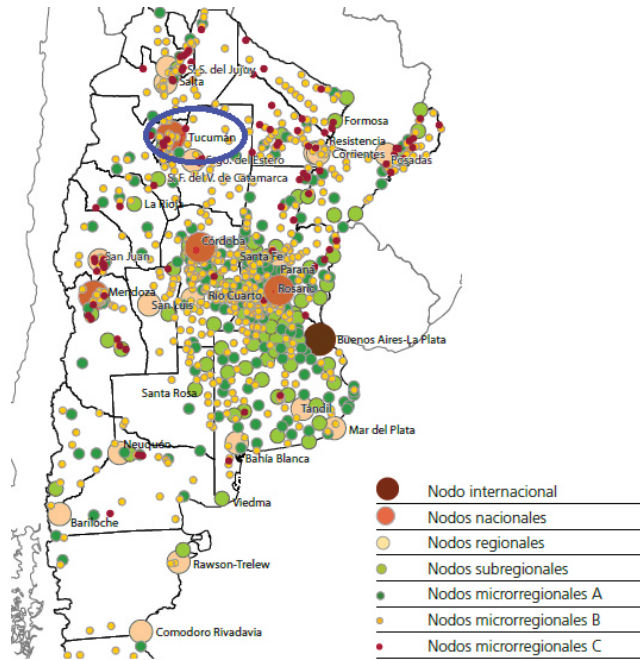 S. S. del Jujuy
Salta
Formosa
Tucumán
Resistencia
Corrientes
Posadas
Sgo. del Estero
S. F. del V. de Catamarca
La Rioja
Córdoba
Santa Fe
San Juan
Paraná
Mendoza
Rosario
San Luis
Río Cuarto
Buenos Aires-La Plata
Santa Rosa
Tandil
Mar del Plata
Neuquén
Bahía Blanca
Viedma
Bariloche
Rawson-Trelew
Comodoro Rivadavia
Nodo internacional
Nodos nacionales
Nodos regionales
Nodos subregionales
Nodos microrregionales A
Nodos microrregionales B
Nodos microrregionales C